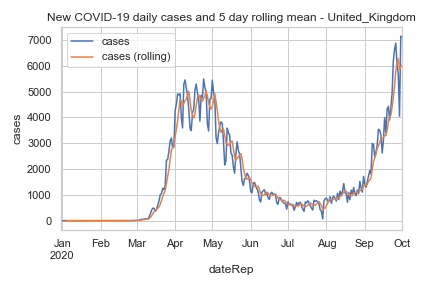 New COVID-19 daily cases and 5 day rolling mean - United_Kingdom
cases
cases (rolling)
7000
6000
5000
4000
3000
2000
1000
0
cases
Jan Feb Mar Apr May Jun Jul Aug Sep Oct
2020
dateRep